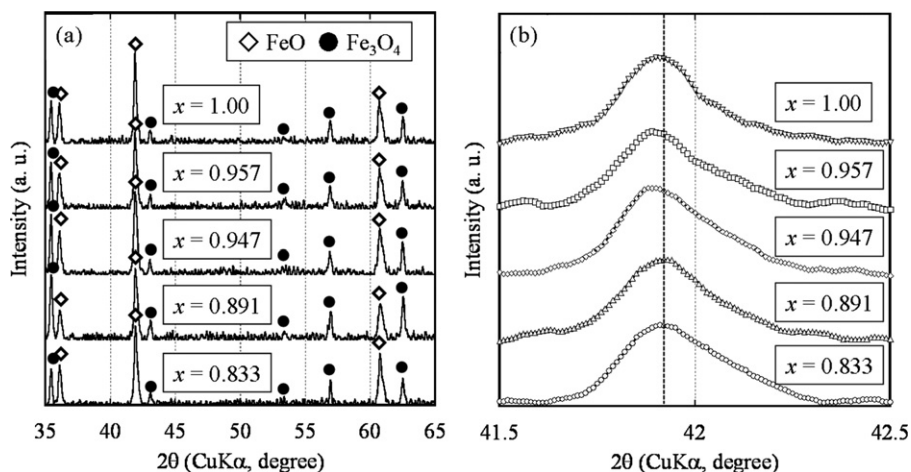 (a)
◇ FeO ● Fe₃O₄
x = 1.00
x = 0.957
x = 0.947
x = 0.891
x = 0.833
Intensity (a. u.)
35 40 45 50 55 60 65
2θ (CuKα, degree)
(b)
x = 1.00
x = 0.957
x = 0.947
x = 0.891
x = 0.833
Intensity (a. u.)
41.5 42 42.5
2θ (CuKα, degree)